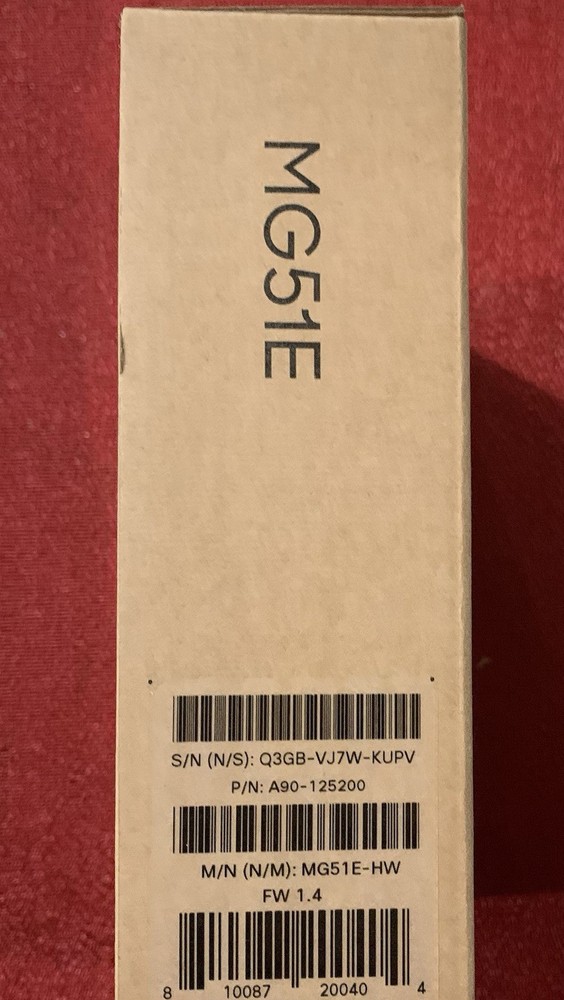 MG51E
S/N (N/S): Q3GB-VJ7W-KUPV
P/N: A90-125200
M/N (N/M): MG51E-HW
FW 1.4
8 10087 20040 4